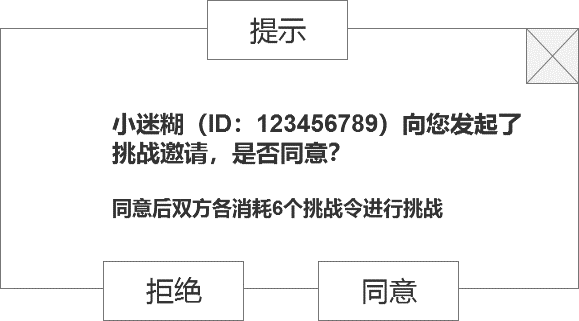 提示
小迷糊（ID：123456789）向您发起了
挑战邀请，是否同意？
同意后双方各消耗6个挑战令进行挑战
拒绝
同意